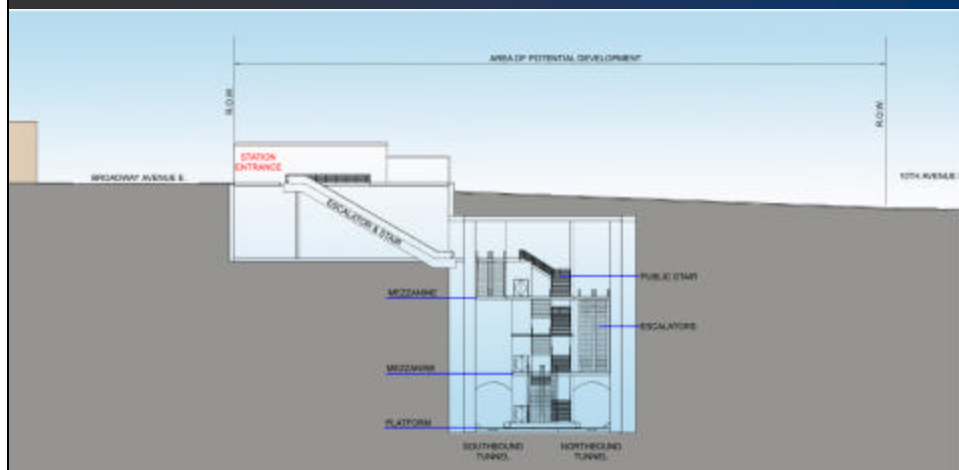 AREA OF POTENTIAL DEVELOPMENT
R.O.W.
R.O.W.
STATION
ENTRANCE
BROADWAY AVENUE E.
10TH AVENUE
ESCALATOR & STAIR
PUBLIC STAIR
MEZZANINE
ESCALATORS
MEZZANINE
PLATFORM
SOUTHBOUND
TUNNEL
NORTHBOUND
TUNNEL